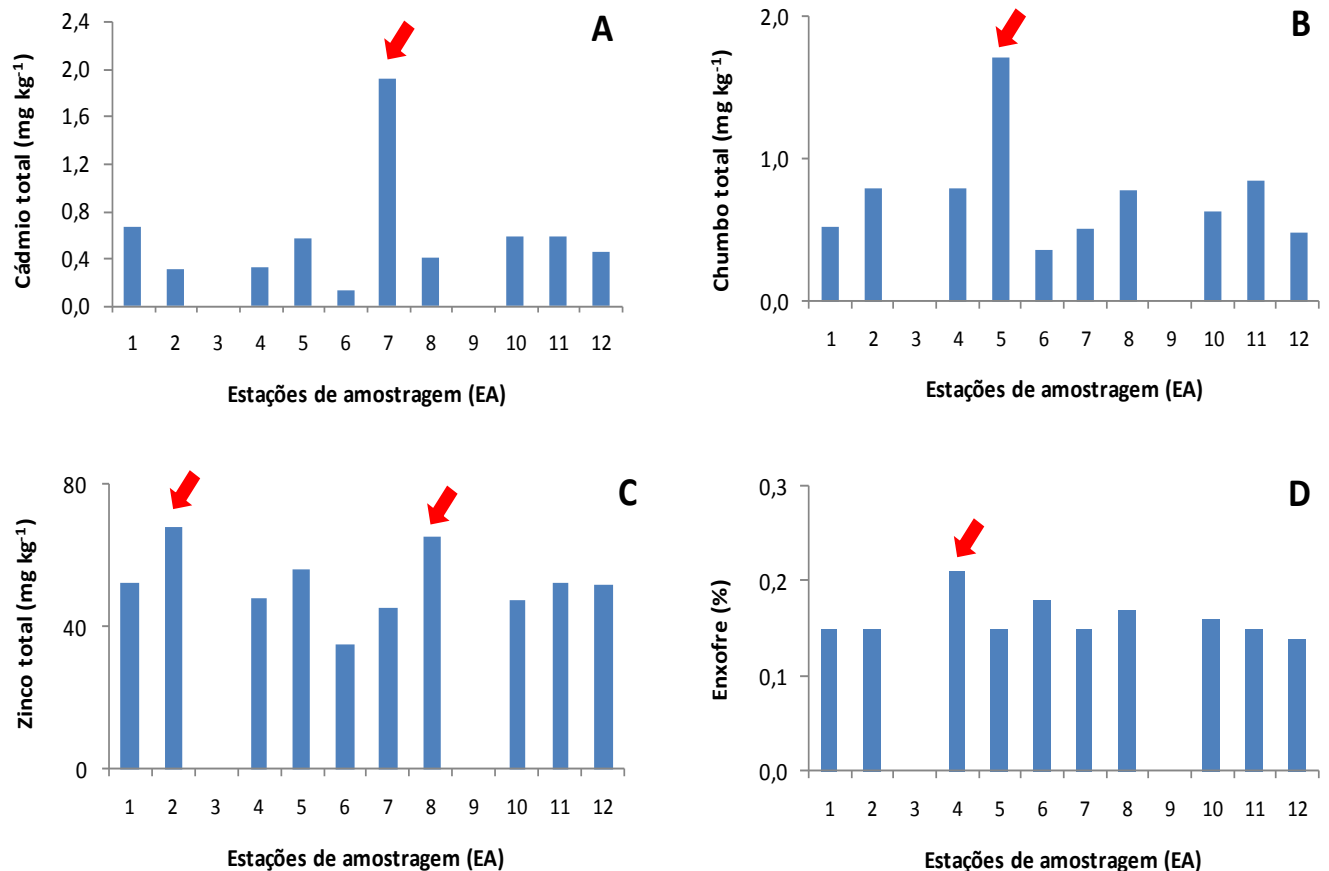 A
Cádmio total (mg kg⁻¹)
2,4
2,0
1,6
1,2
0,8
0,4
0,0
1 2 3 4 5 6 7 8 9 10 11 12
Estações de amostragem (EA)
B
Chumbo total (mg kg⁻¹)
2,0
1,0
0,0
1 2 3 4 5 6 7 8 9 10 11 12
Estações de amostragem (EA)
C
Zinco total (mg kg⁻¹)
80
40
0
1 2 3 4 5 6 7 8 9 10 11 12
Estações de amostragem (EA)
D
Enxofre (%)
0,3
0,2
0,1
0,0
1 2 3 4 5 6 7 8 9 10 11 12
Estações de amostragem (EA)